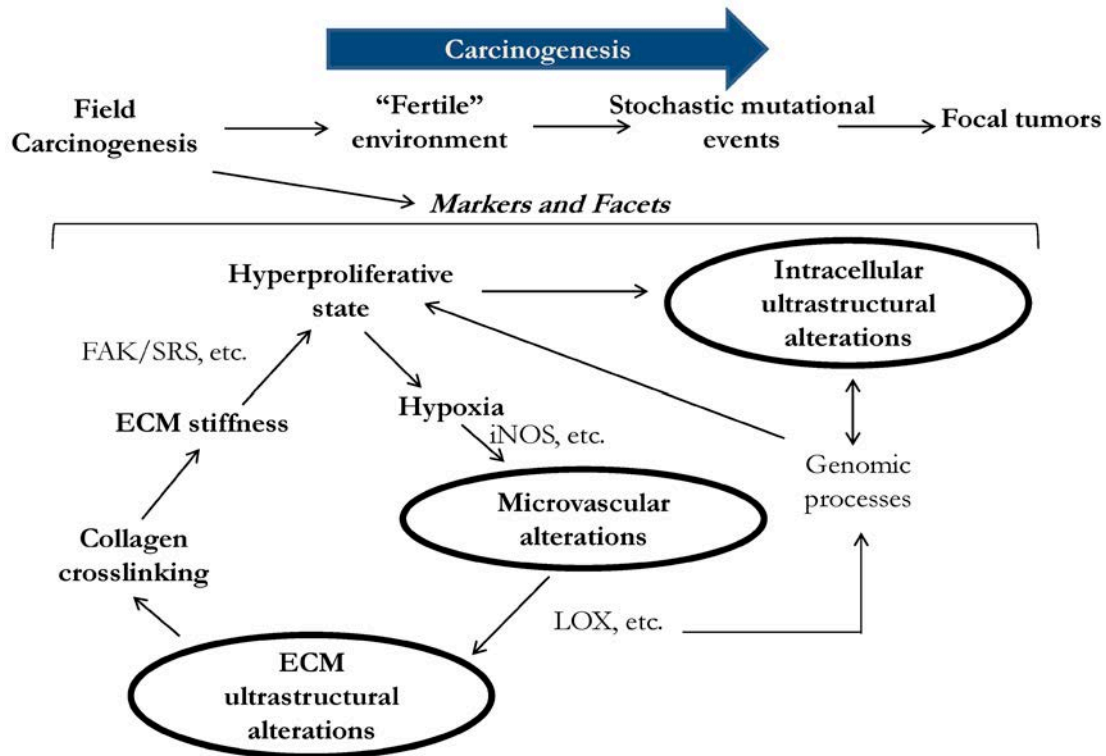 Carcinogenesis
Field
Carcinogenesis
“Fertile”
environment
Stochastic mutational
events
Focal tumors
Markers and Facets
Hyperproliferative
state
Intracellular
ultrastructural
alterations
FAK/SRS, etc.
Hypoxia
ECM stiffness
iNOS, etc.
Genomic
processes
Microvascular
alterations
Collagen
crosslinking
LOX, etc.
ECM
ultrastructural
alterations